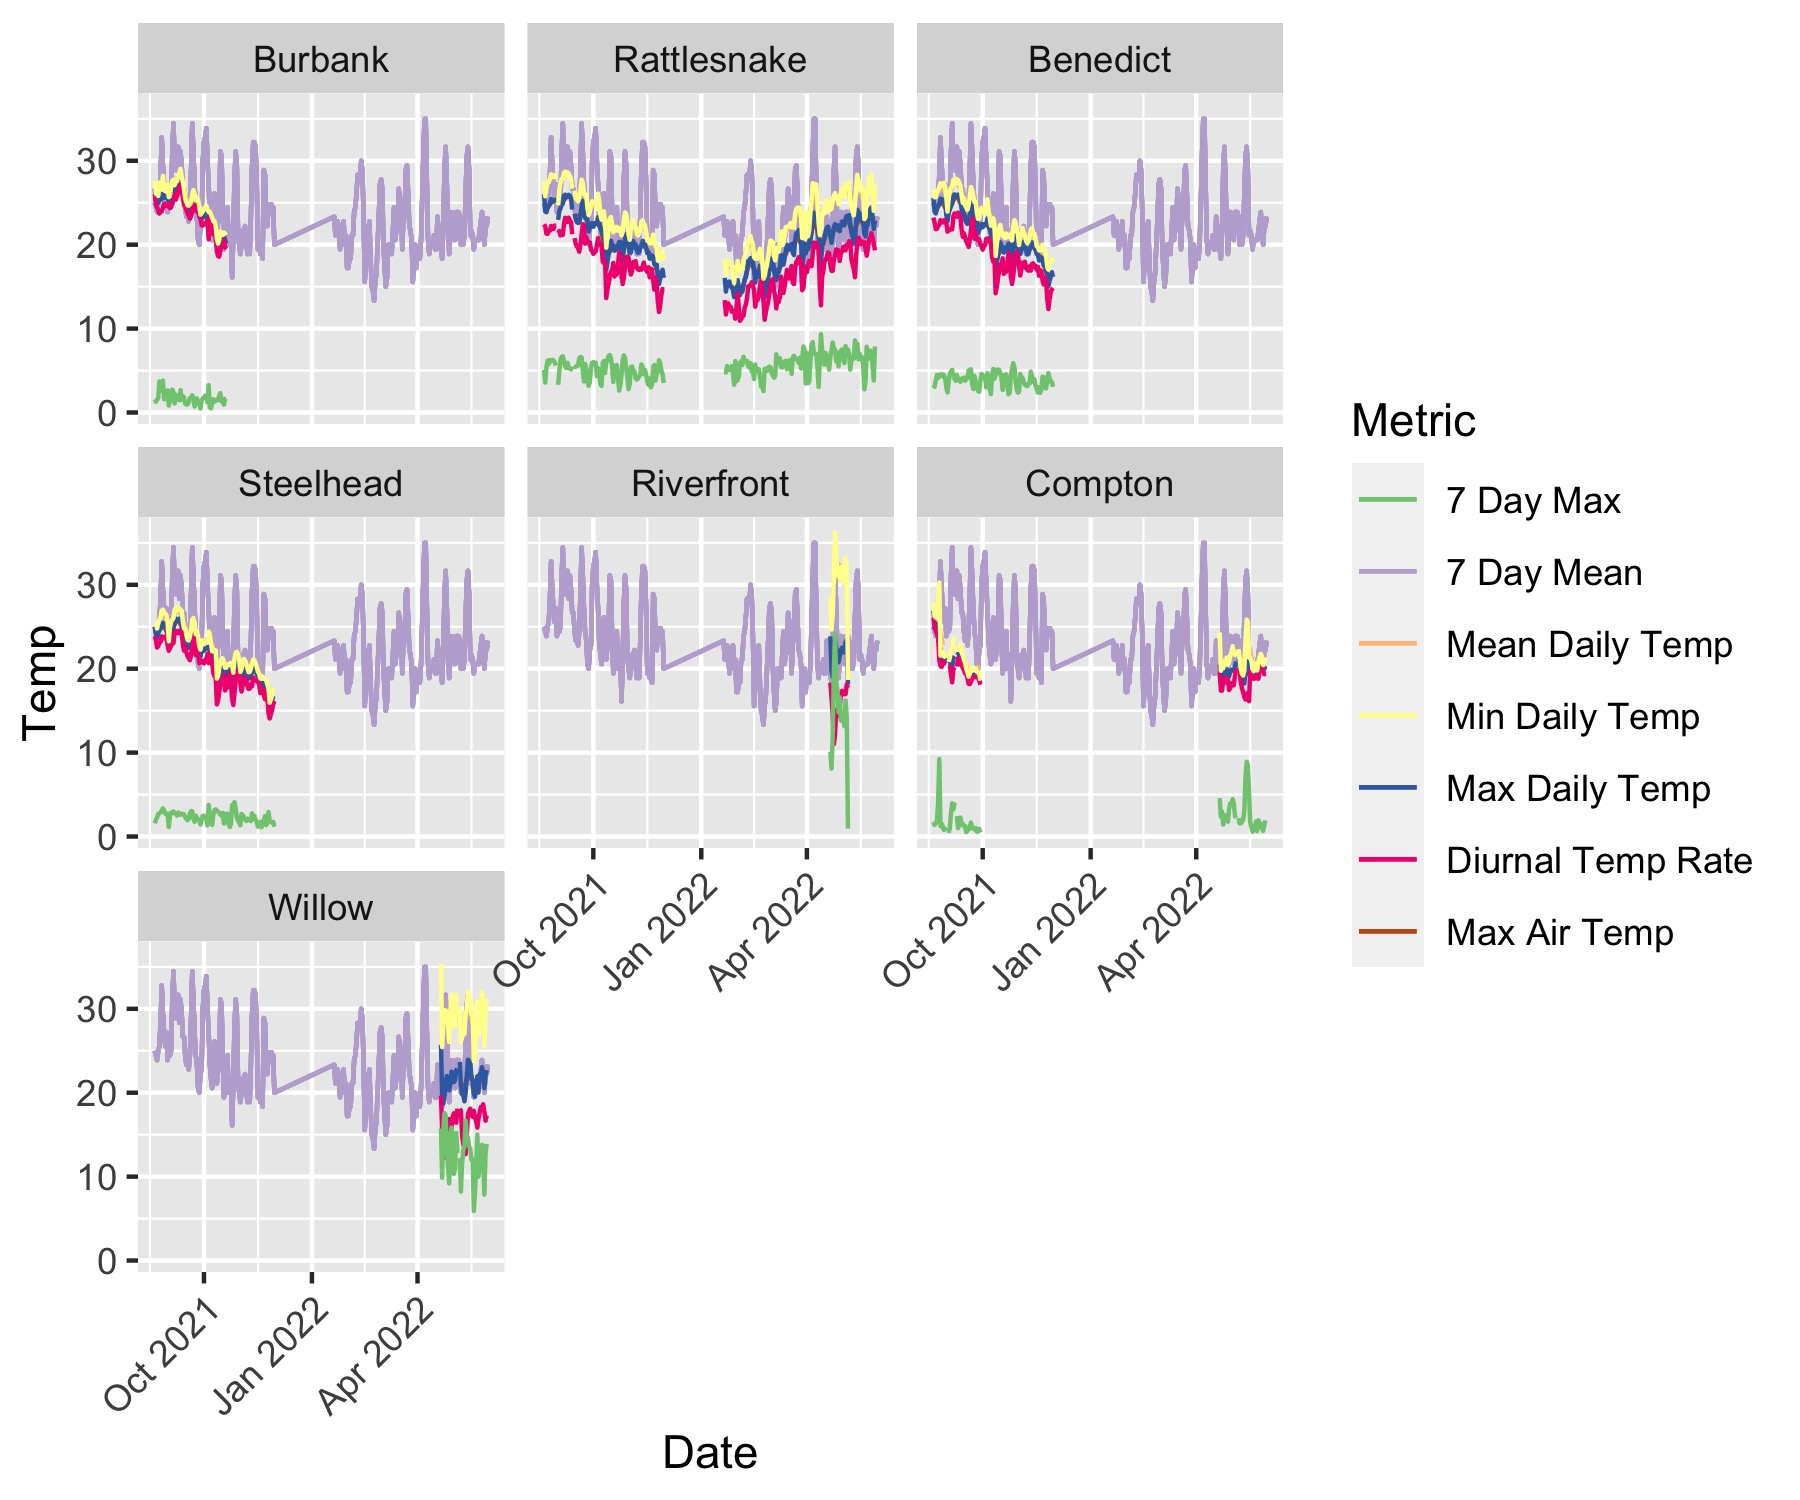 Burbank Rattlesnake Benedict
30
20
10
0
Steelhead Riverfront Compton
30
20
10
0
Oct 2021 Jan 2022 Apr 2022 Oct 2021 Jan 2022 Apr 2022
Willow
30
20
10
0
Oct 2021 Jan 2022 Apr 2022
Temp
Date
Metric
7 Day Max
7 Day Mean
Mean Daily Temp
Min Daily Temp
Max Daily Temp
Diurnal Temp Rate
Max Air Temp